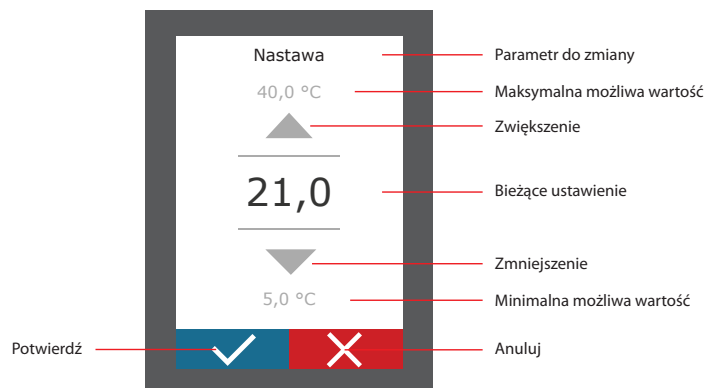 Nastawa
Parametr do zmiany
40,0 °C
Maksymalna możliwa wartość
Zwiększenie
21,0
Bieżące ustawienie
Zmniejszenie
5,0 °C
Minimalna możliwa wartość
Potwierdź
Anuluj